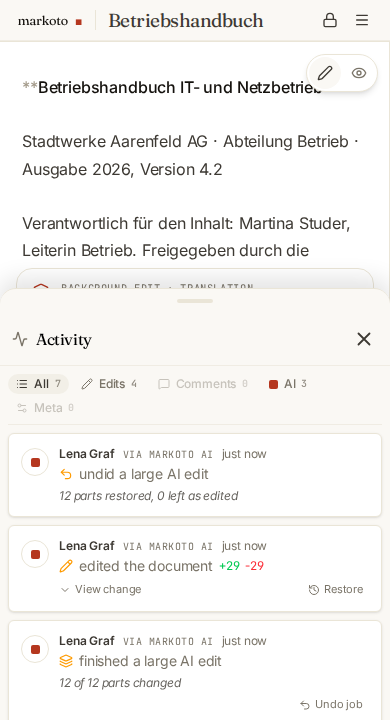 markoto Betriebshandbuch
**Betriebshandbuch IT- und Netzbetrieb
Stadtwerke Aarenfeld AG · Abteilung Betrieb ·
Ausgabe 2026, Version 4.2
Verantwortlich für den Inhalt: Martina Studer,
Leiterin Betrieb. Freigegeben durch die
BACKGROUND EDIT · TRANSLATION
Activity
All 7 Edits 4 Comments 0 AI 3
Meta 0
Lena Graf VIA MARKOTO AI just now
undid a large AI edit
12 parts restored, 0 left as edited
Lena Graf VIA MARKOTO AI just now
edited the document +29 -29
View change Restore
Lena Graf VIA MARKOTO AI just now
finished a large AI edit
12 of 12 parts changed
Undo job